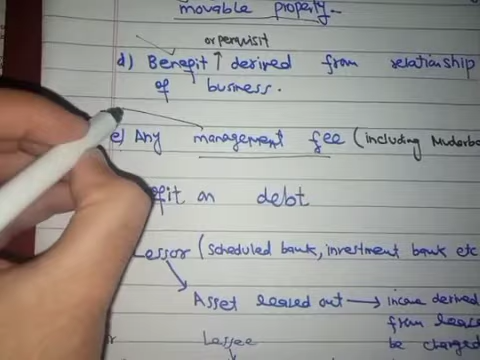 movable property-
or perquisit
d) Benefit ↑ derived from relationship
of business.
e) Any management fee (including Mudarba
fit on debt
Lessor (scheduled bank, investment bank etc
Asset leased out → income derived
from lease
Lessee be charged